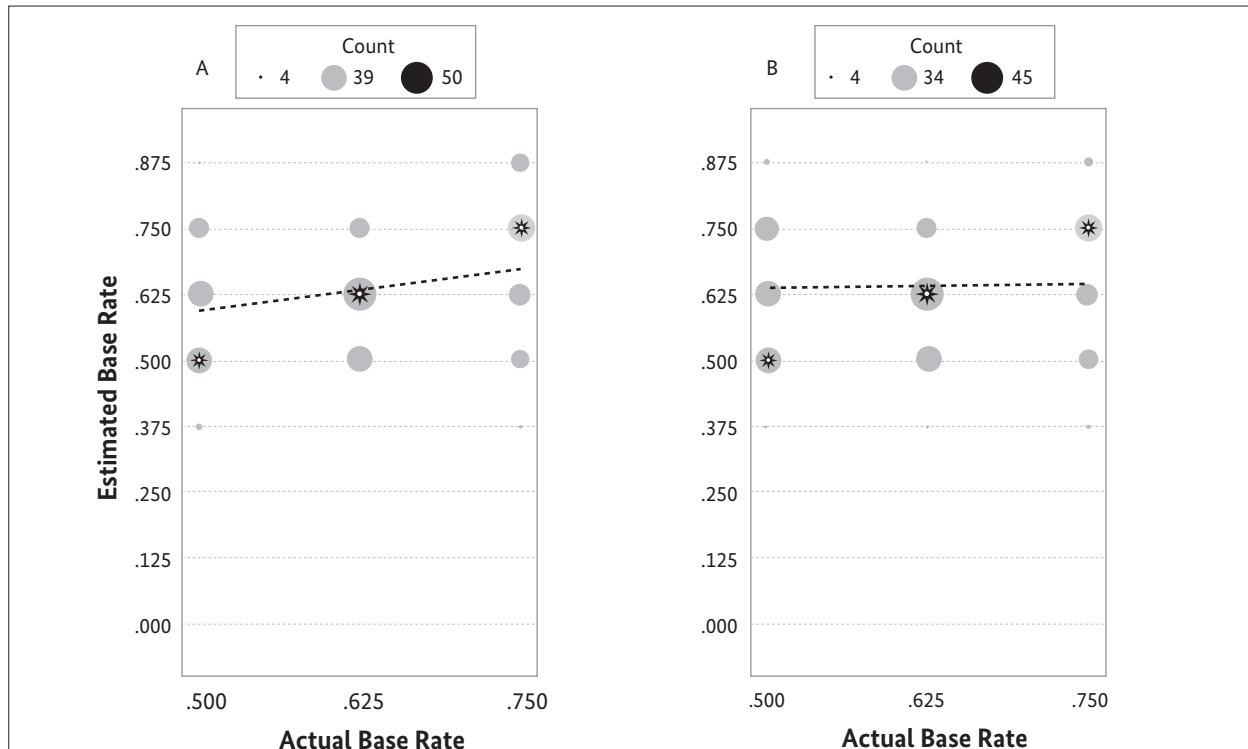 Count
A
4 39 50
Count
B
4 34 45
Estimated Base Rate
.875
.750
.625
.500
.375
.250
.125
.000
.500 .625 .750
Actual Base Rate
.875
.750
.625
.500
.375
.250
.125
.000
.500 .625 .750
Actual Base Rate